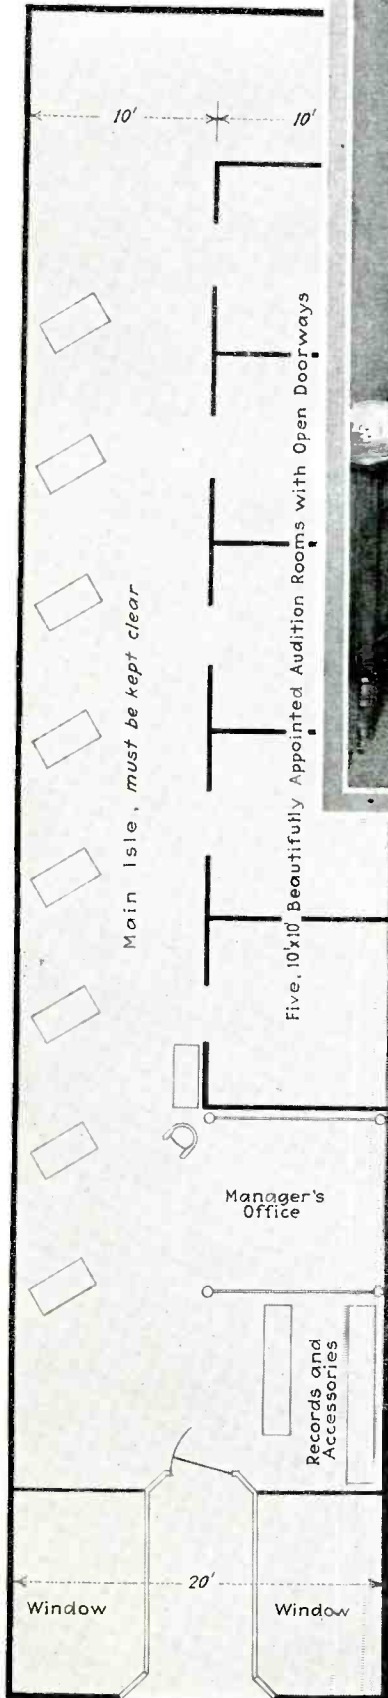 10'
10'
Five, 10'x10' Beautifully Appointed Audition Rooms with Open Doorways
Main Isle, must be kept clear
Manager's
Office
Records and
Accessories
20'
Window
Window